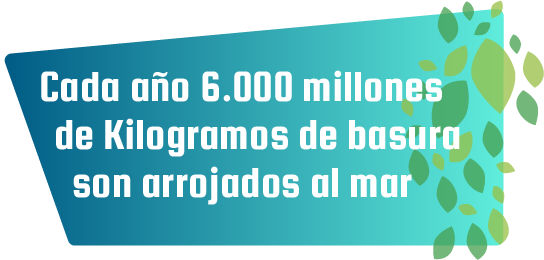 Cada año 6.000 millones
de Kilogramos de basura
son arrojados al mar